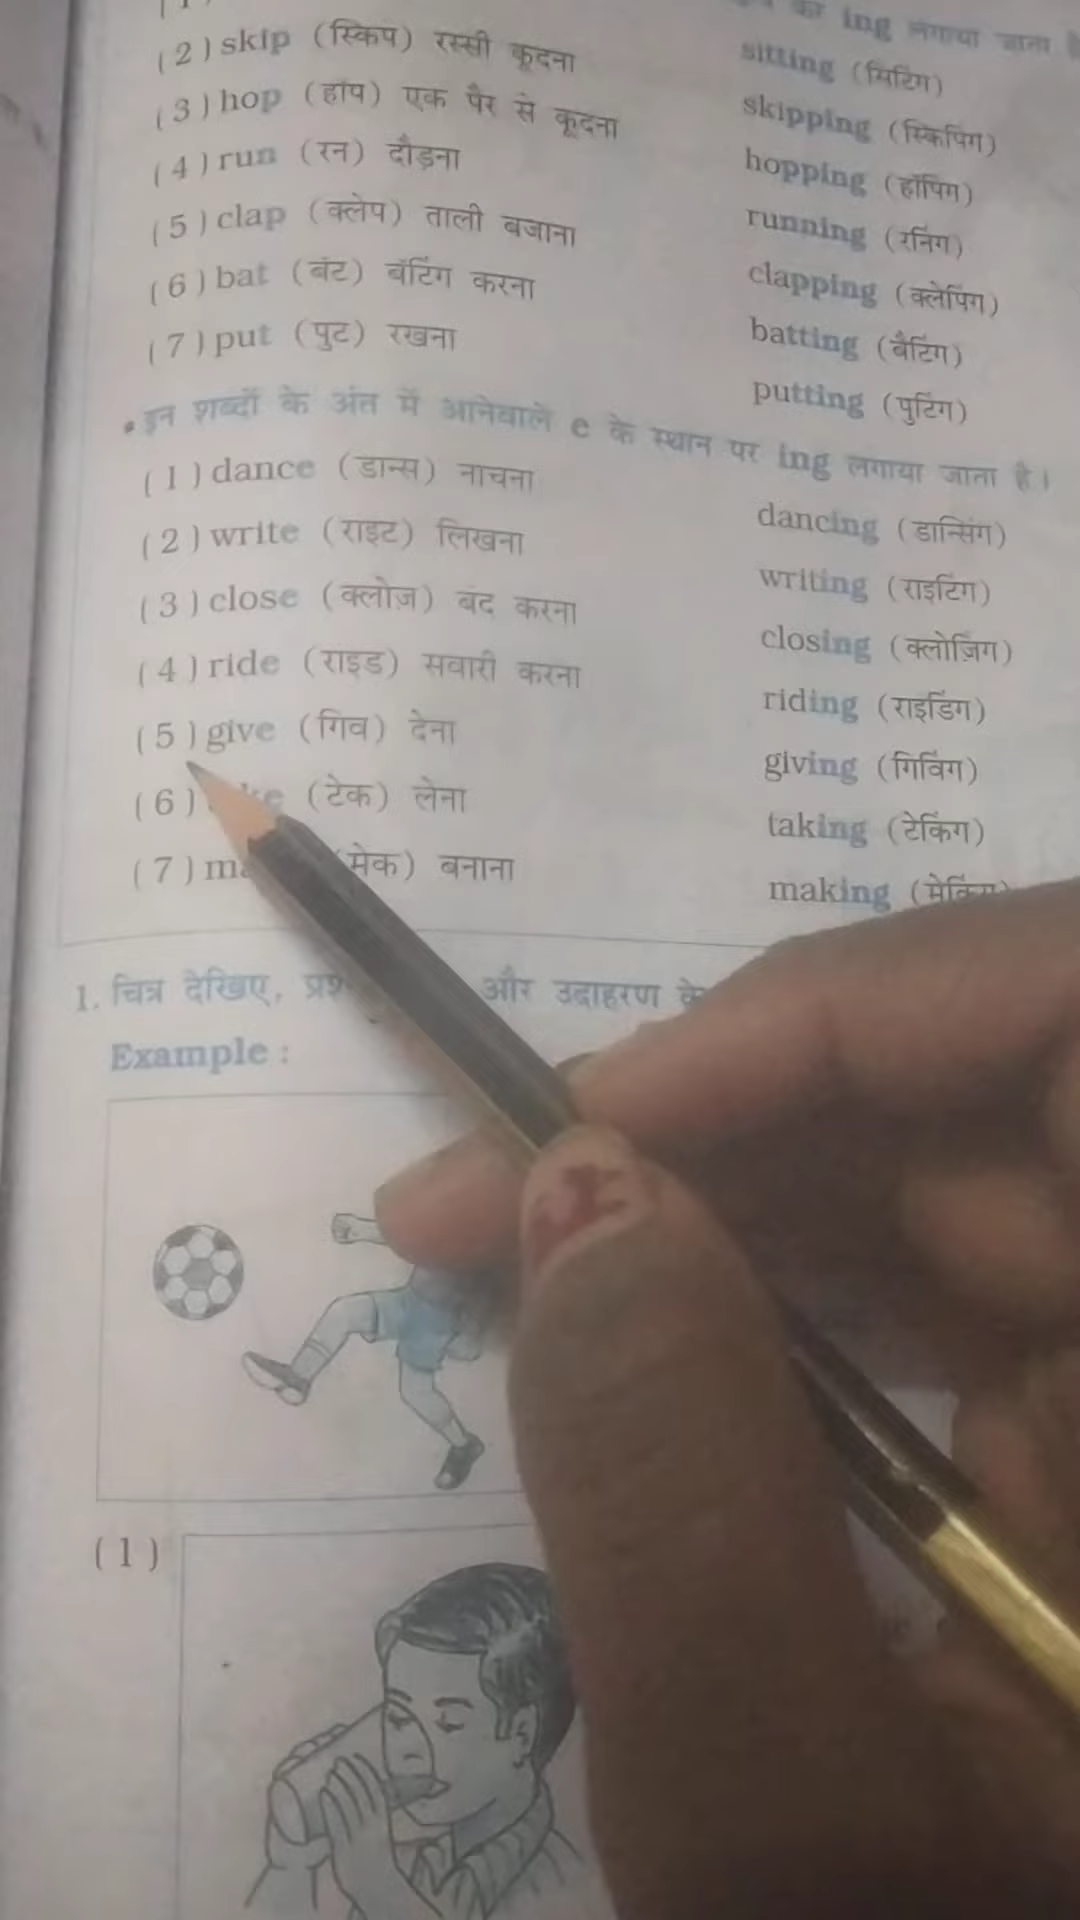 कर ing लगाया जाता है
(2) skip (स्किप) रस्सी कूदना sitting (सिटिंग)
(3) hop (हॉप) एक पैर से कूदना skipping (स्किपिंग)
(4) run (रन) दौड़ना hopping (हॉपिंग)
(5) clap (क्लेप) ताली बजाना running (रनिंग)
(6) bat (बॅट) बॅटिंग करना clapping (क्लेपिंग)
(7) put (पुट) रखना batting (बैटिंग)
putting (पुटिंग)
• इन शब्दों के अंत में आनेवाले e के स्थान पर ing लगाया जाता है।
(1) dance (डान्स) नाचना dancing (डान्सिंग)
(2) write (राइट) लिखना writing (राइटिंग)
(3) close (क्लोज़) बंद करना closing (क्लोज़िंग)
(4) ride (राइड) सवारी करना riding (राइडिंग)
(5) give (गिव) देना giving (गिविंग)
(6) (टेक) लेना taking (टेकिंग)
(7) (मेक) बनाना making (मेकिंग)
1. चित्र देखिए, और उदाहरण के
Example :
(1)